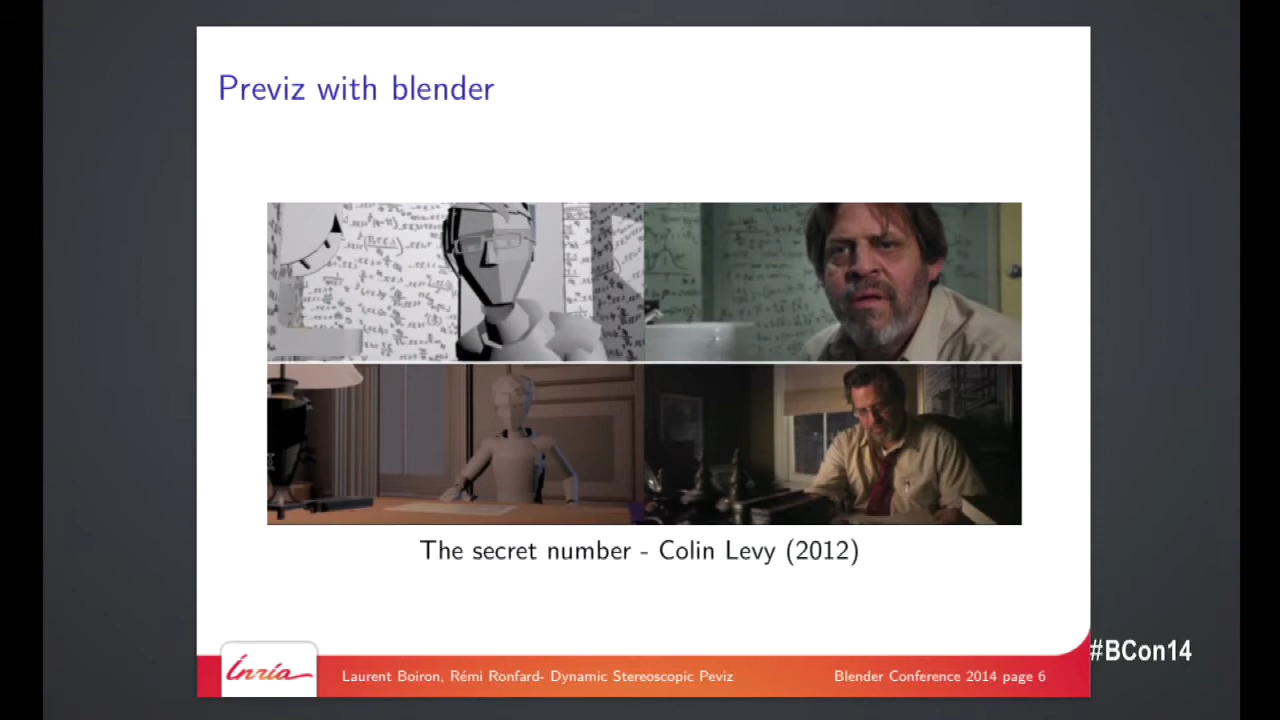 Previz with blender
The secret number - Colin Levy (2012)
#BCon14
Inria
Laurent Boiron, Rémi Ronfard- Dynamic Stereoscopic Peviz
Blender Conference 2014 page 6